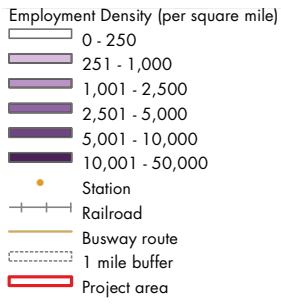 Employment Density (per square mile)
0 - 250
251 - 1,000
1,001 - 2,500
2,501 - 5,000
5,001 - 10,000
10,001 - 50,000
Station
Railroad
Busway route
1 mile buffer
Project area